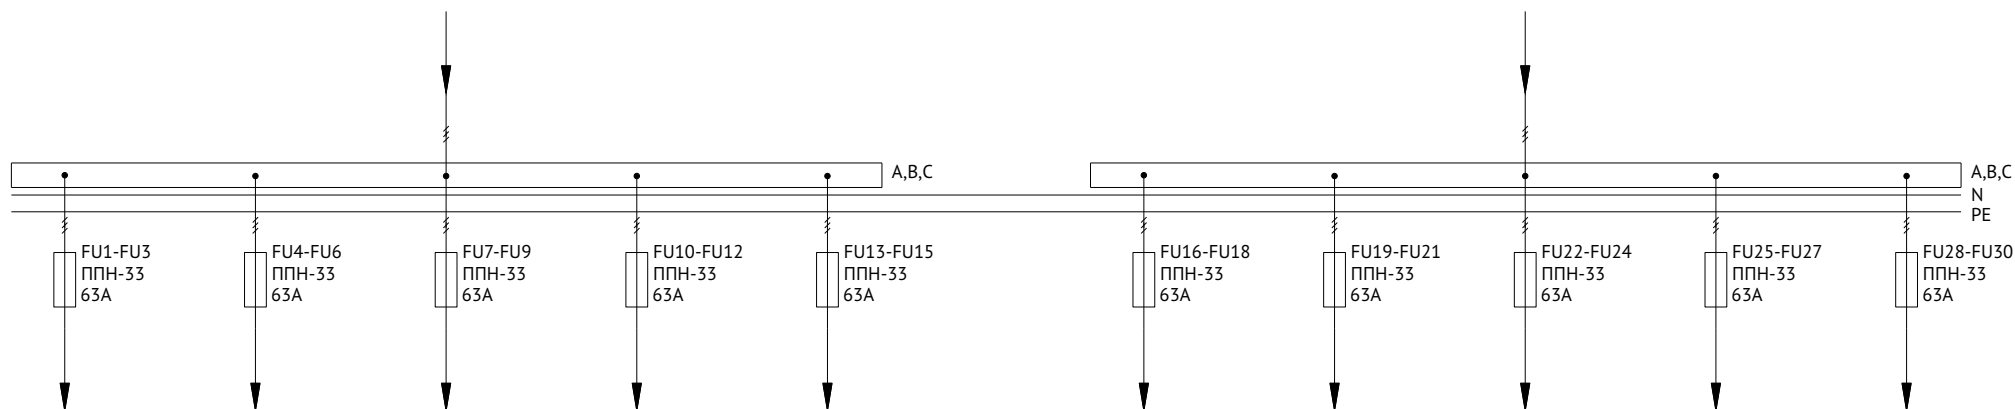 A,B,C
A,B,C
N
PE
FU1-FU3
ППН-33
63А
FU4-FU6
ППН-33
63А
FU7-FU9
ППН-33
63А
FU10-FU12
ППН-33
63А
FU13-FU15
ППН-33
63А
FU16-FU18
ППН-33
63А
FU19-FU21
ППН-33
63А
FU22-FU24
ППН-33
63А
FU25-FU27
ППН-33
63А
FU28-FU30
ППН-33
63А